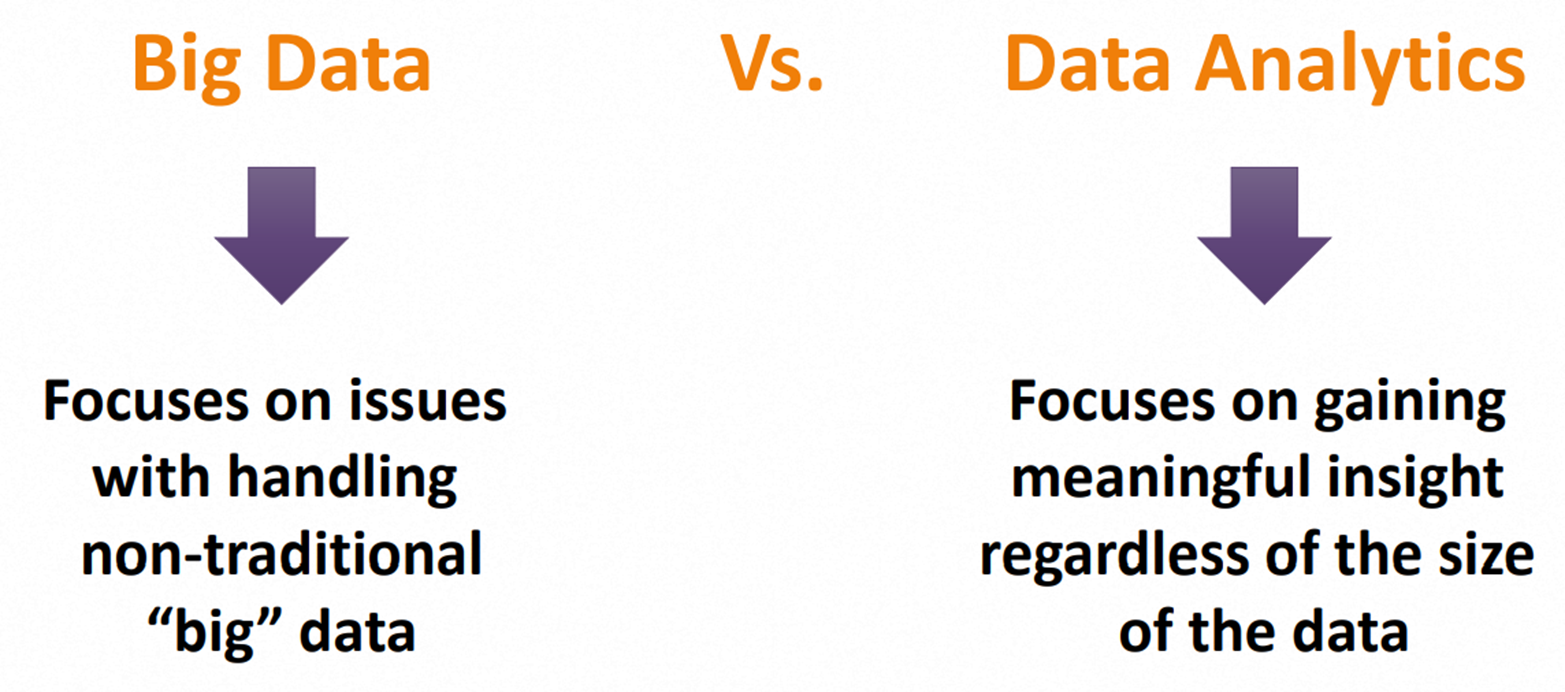 Big Data
Vs.
Data Analytics
Focuses on issues
with handling
non-traditional
“big” data
Focuses on gaining
meaningful insight
regardless of the size
of the data